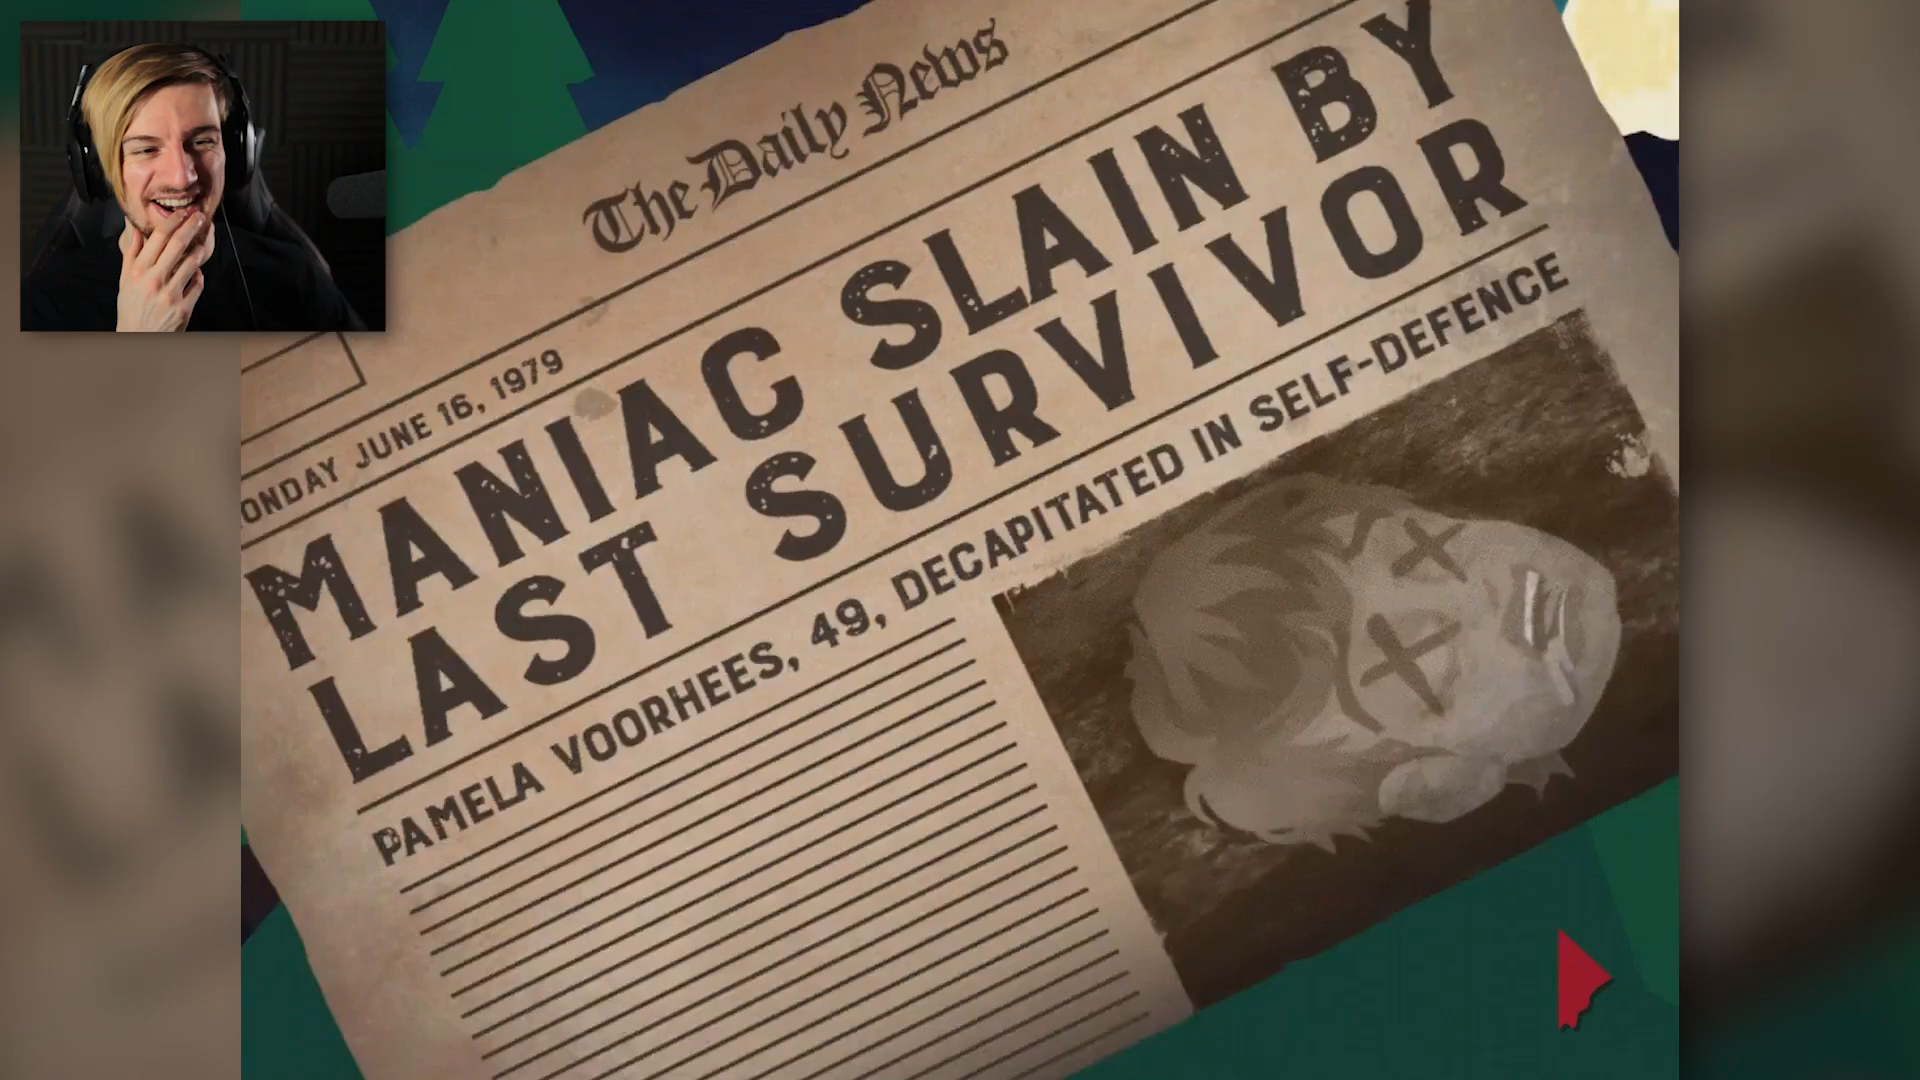 The Daily News
ONDAY JUNE 16, 1979
MANIAC SLAIN BY
LAST SURVIVOR
PAMELA VOORHEES, 49, DECAPITATED IN SELF-DEFENCE